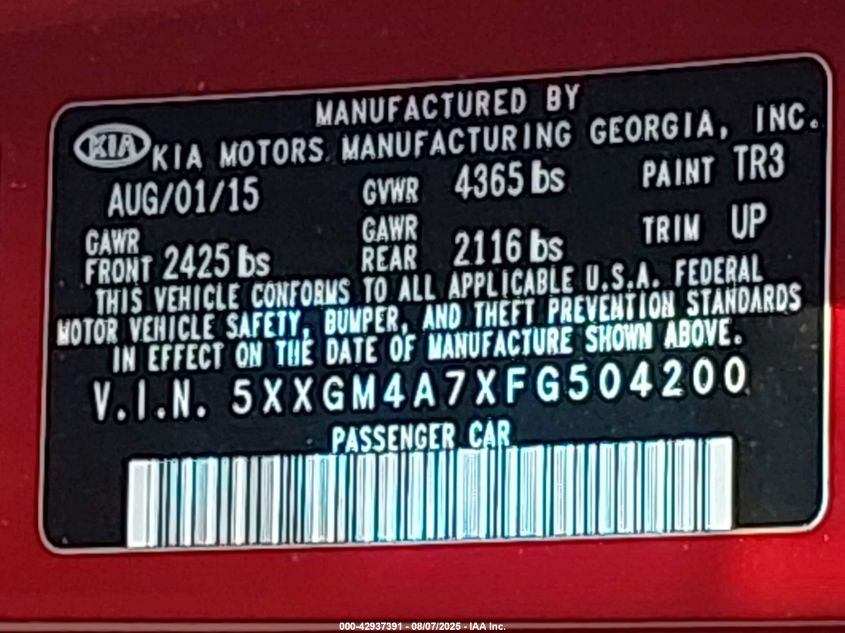 MANUFACTURED BY
KIA KIA MOTORS MANUFACTURING GEORGIA, INC.
AUG/01/15 GVWR 4365 lbs PAINT TR3
GAWR FRONT 2425 lbs GAWR REAR 2116 lbs TRIM UP
THIS VEHICLE CONFORMS TO ALL APPLICABLE U.S.A. FEDERAL
MOTOR VEHICLE SAFETY, BUMPER, AND THEFT PREVENTION STANDARDS
IN EFFECT ON THE DATE OF MANUFACTURE SHOWN ABOVE.
V.I.N. 5XXGM4A7XFG504200
PASSENGER CAR
000-42937391 - 08/07/2025 - IAA Inc.